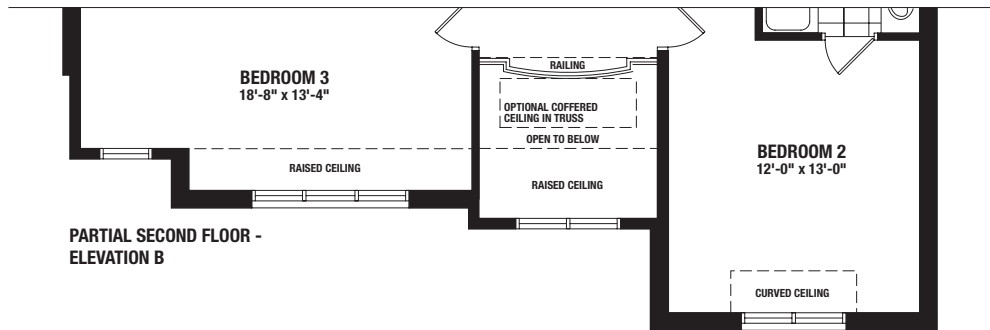 BEDROOM 3
18'-8" x 13'-4"
RAISED CEILING
RAILING
OPTIONAL COFFERED
CEILING IN TRUSS
OPEN TO BELOW
RAISED CEILING
BEDROOM 2
12'-0" x 13'-0"
CURVED CEILING
PARTIAL SECOND FLOOR -
ELEVATION B